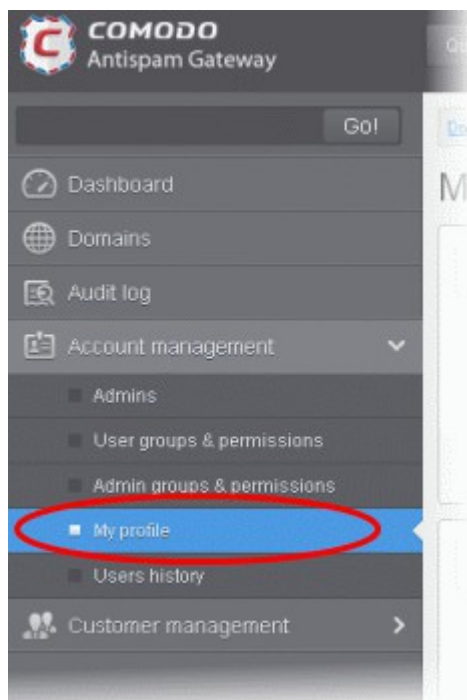 COMODO
Antispam Gateway
Go!
Dashboard
Domains
Audit log
Account management
Admins
User groups & permissions
Admin groups & permissions
My profile
Users history
Customer management